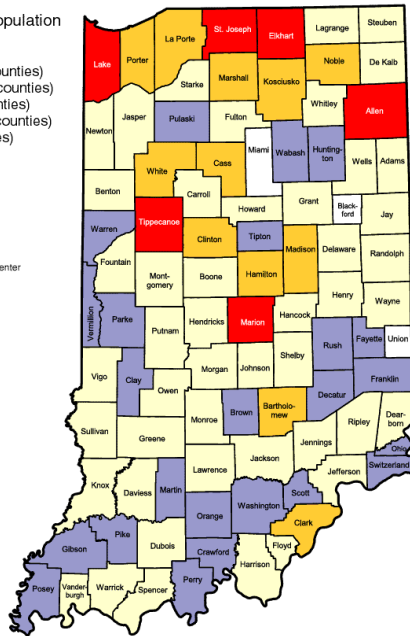 opulation
ounties)
counties)
nties)
counties)
es)
enter
Lake
Porter
La Porte
St. Joseph
Elkhart
Lagrange
Steuben
Noble
De Kalb
Starke
Marshall
Kosciusko
Whitley
Allen
Newton
Jasper
Pulaski
Fulton
Miami
Wabash
Hunting-
ton
Wells
Adams
White
Cass
Benton
Carroll
Howard
Grant
Black-
ford
Jay
Warren
Tippecanoe
Clinton
Tipton
Madison
Delaware
Randolph
Fountain
Mont-
gomery
Boone
Hamilton
Henry
Wayne
Vermillion
Parke
Putnam
Hendricks
Marion
Hancock
Rush
Fayette
Union
Vigo
Clay
Owen
Morgan
Johnson
Shelby
Decatur
Franklin
Sullivan
Greene
Monroe
Brown
Bartholo-
mew
Jennings
Ripley
Dear-
born
Ohio
Switzerland
Knox
Daviess
Martin
Lawrence
Jackson
Jefferson
Scott
Washington
Orange
Clark
Floyd
Harrison
Gibson
Pike
Dubois
Crawford
Perry
Posey
Vander-
burgh
Warrick
Spencer